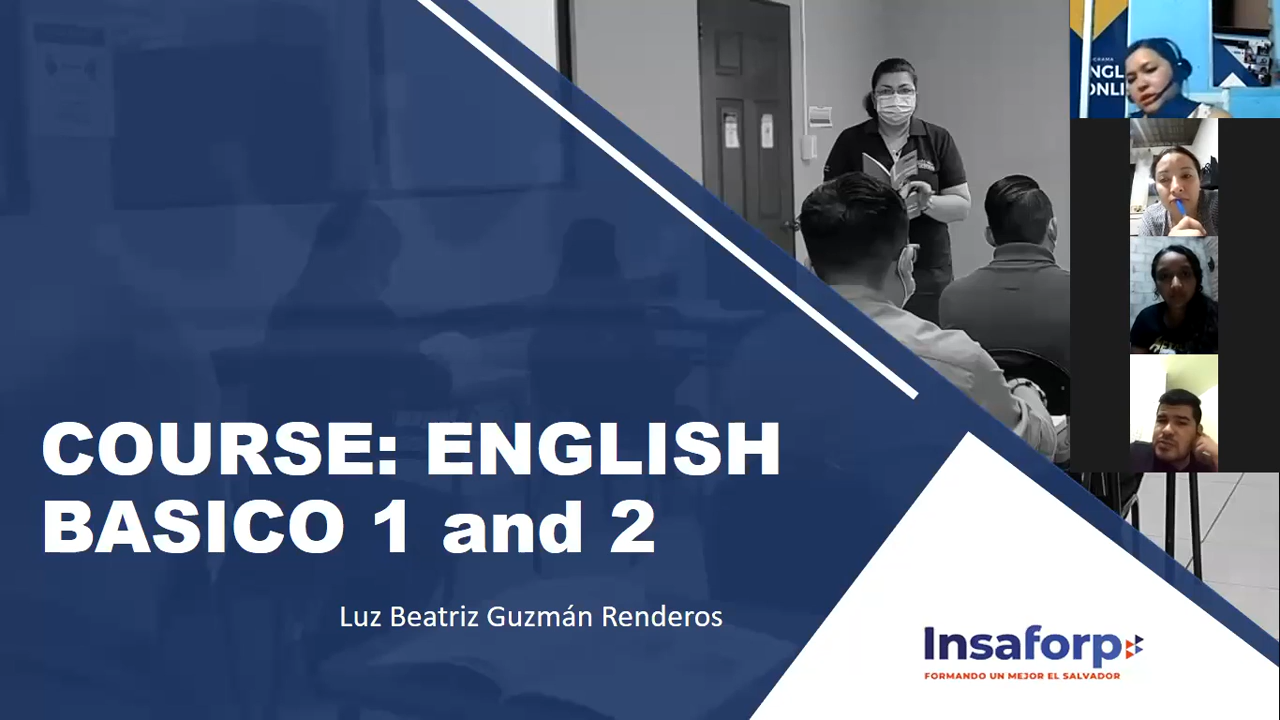 COURSE: ENGLISH
BASICO 1 and 2
Luz Beatriz Guzmán Renderos
Insaforp
FORMANDO UN MEJOR EL SALVADOR